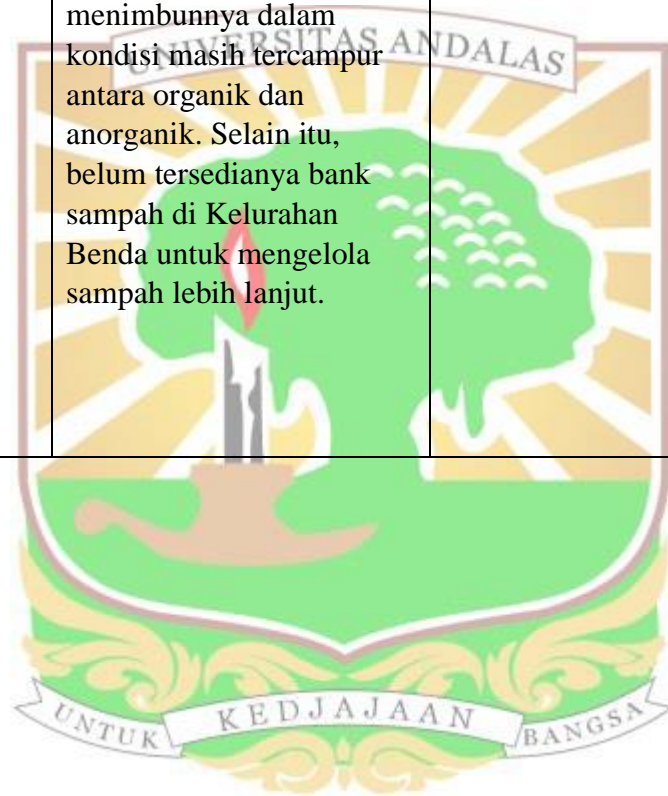 menimbunnya dalam
UNIVERSITAS ANDALAS
kondisi masih tercampur
antara organik dan
anorganik. Selain itu,
belum tersedianya bank
sampah di Kelurahan
Benda untuk mengelola
sampah lebih lanjut.
UNTUK KEDJAJAAN BANGSA